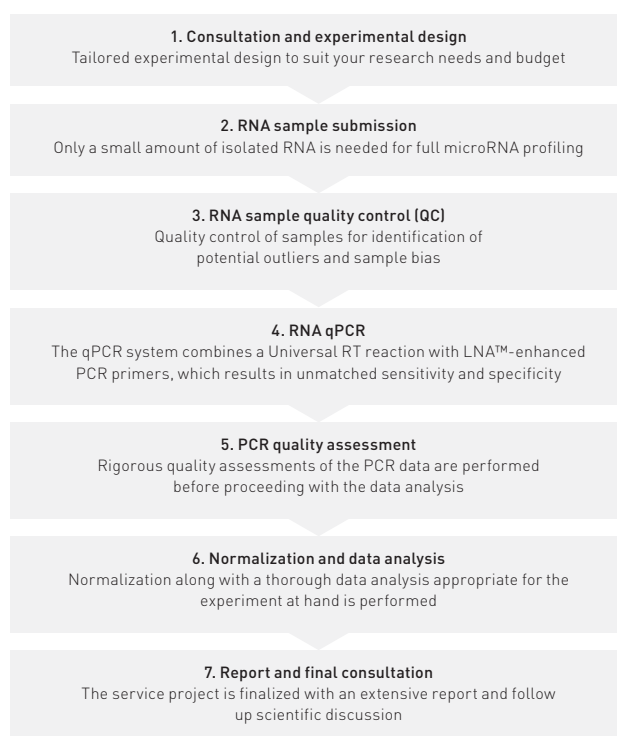 1. Consultation and experimental design
Tailored experimental design to suit your research needs and budget
2. RNA sample submission
Only a small amount of isolated RNA is needed for full microRNA profiling
3. RNA sample quality control (QC)
Quality control of samples for identification of
potential outliers and sample bias
4. RNA qPCR
The qPCR system combines a Universal RT reaction with LNA™-enhanced
PCR primers, which results in unmatched sensitivity and specificity
5. PCR quality assessment
Rigorous quality assessments of the PCR data are performed
before proceeding with the data analysis
6. Normalization and data analysis
Normalization along with a thorough data analysis appropriate for the
experiment at hand is performed
7. Report and final consultation
The service project is finalized with an extensive report and follow
up scientific discussion